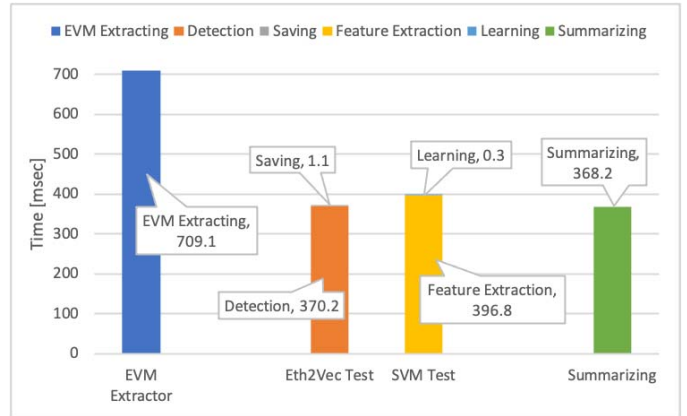 EVM Extracting Detection Saving Feature Extraction Learning Summarizing
700
600
500
400
300
200
100
0
Time [msec]
EVM Extracting,
709.1
Saving, 1.1
Detection, 370.2
Learning, 0.3
Feature Extraction,
396.8
Summarizing,
368.2
EVM
Extractor
Eth2Vec Test
SVM Test
Summarizing